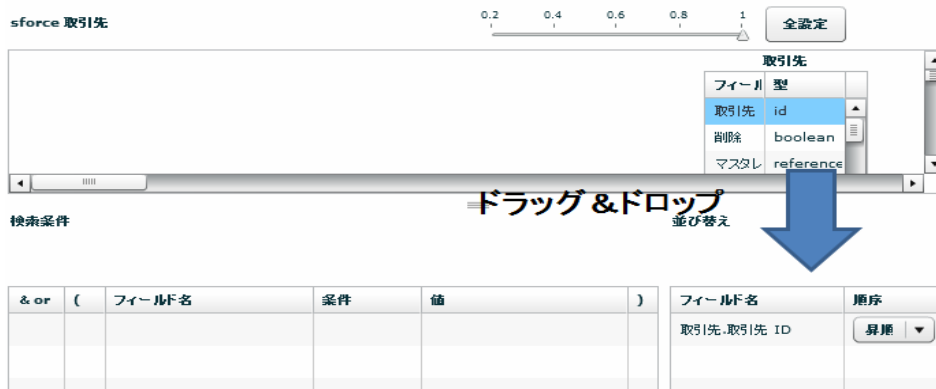 sforce 取引先
0.2 0.4 0.6 0.8 1
全設定
取引先
フィール 型
取引先 id
削除 boolean
マスタレ reference
ドラッグ &ドロップ
検索条件 並び替え
& or ( フィールド名 条件 値 ) フィールド名 順序
取引先.取引先 ID 昇順